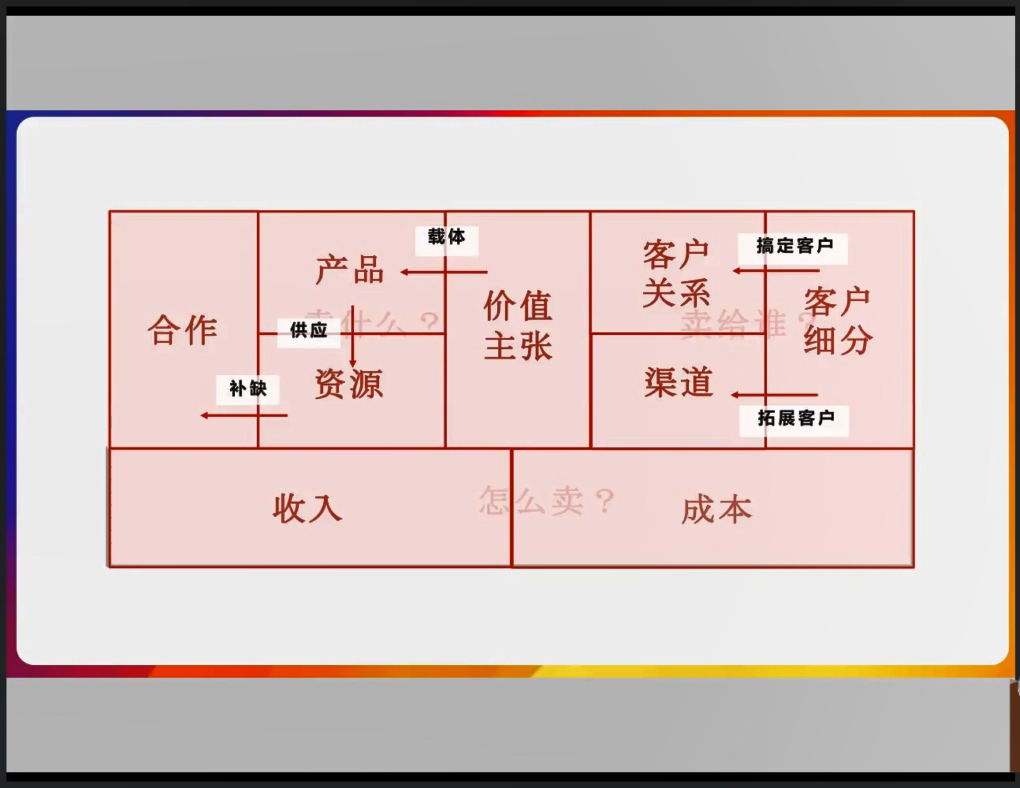 载体
搞定客户
产品
客户
关系
价值
主张
客户
细分
合作
供应
卖什么？
卖给谁？
补缺
资源
渠道
拓展客户
收入
怎么卖？
成本